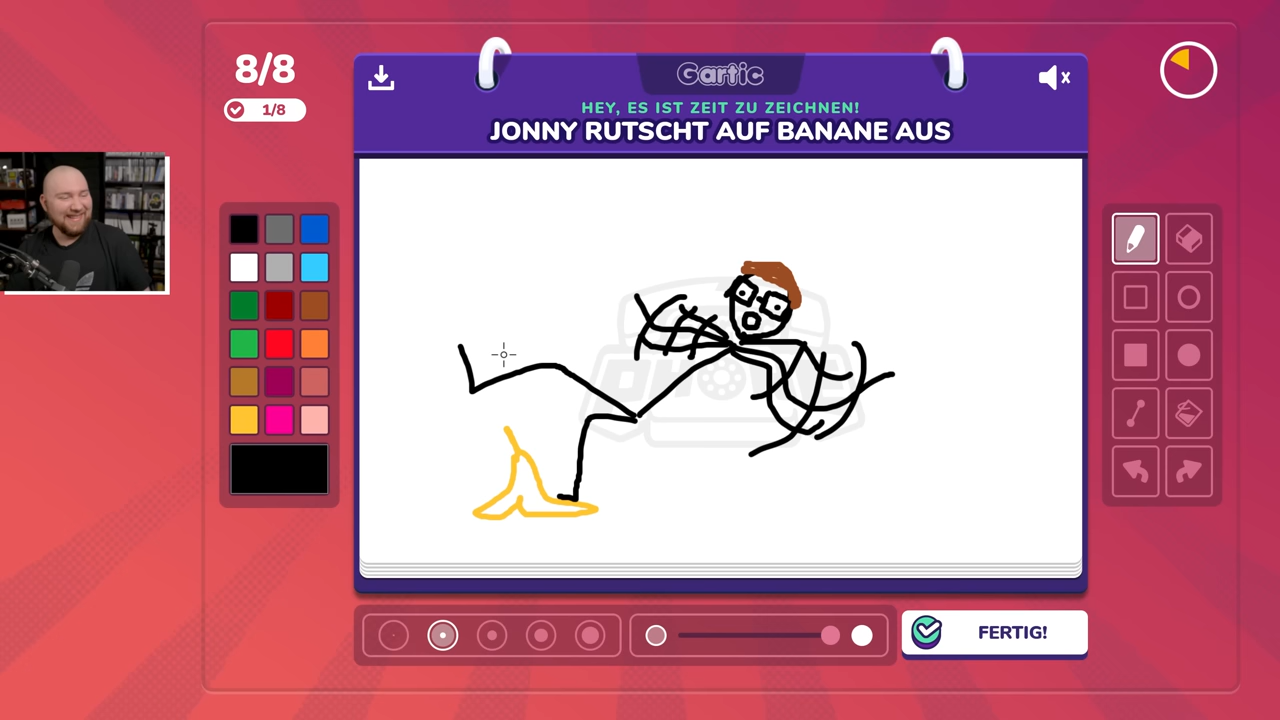 8/8
1/8
Gartic
HEY, ES IST ZEIT ZU ZEICHNEN!
JONNY RUTSCHT AUF BANANE AUS
FERTIG!